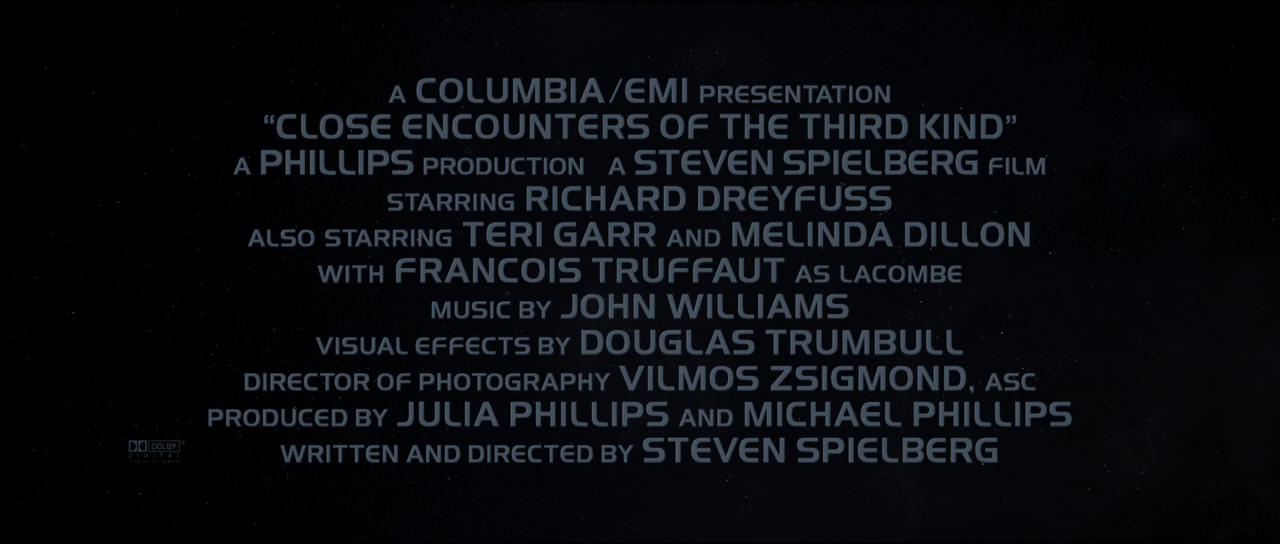 A COLUMBIA/EMI PRESENTATION
“CLOSE ENCOUNTERS OF THE THIRD KIND”
A PHILLIPS PRODUCTION A STEVEN SPIELBERG FILM
STARRING RICHARD DREYFUSS
ALSO STARRING TERI GARR AND MELINDA DILLON
WITH FRANCOIS TRUFFAUT AS LACOMBE
MUSIC BY JOHN WILLIAMS
VISUAL EFFECTS BY DOUGLAS TRUMBULL
DIRECTOR OF PHOTOGRAPHY VILMOS ZSIGMOND, ASC
PRODUCED BY JULIA PHILLIPS AND MICHAEL PHILLIPS
WRITTEN AND DIRECTED BY STEVEN SPIELBERG
DOLBY
DIGITAL